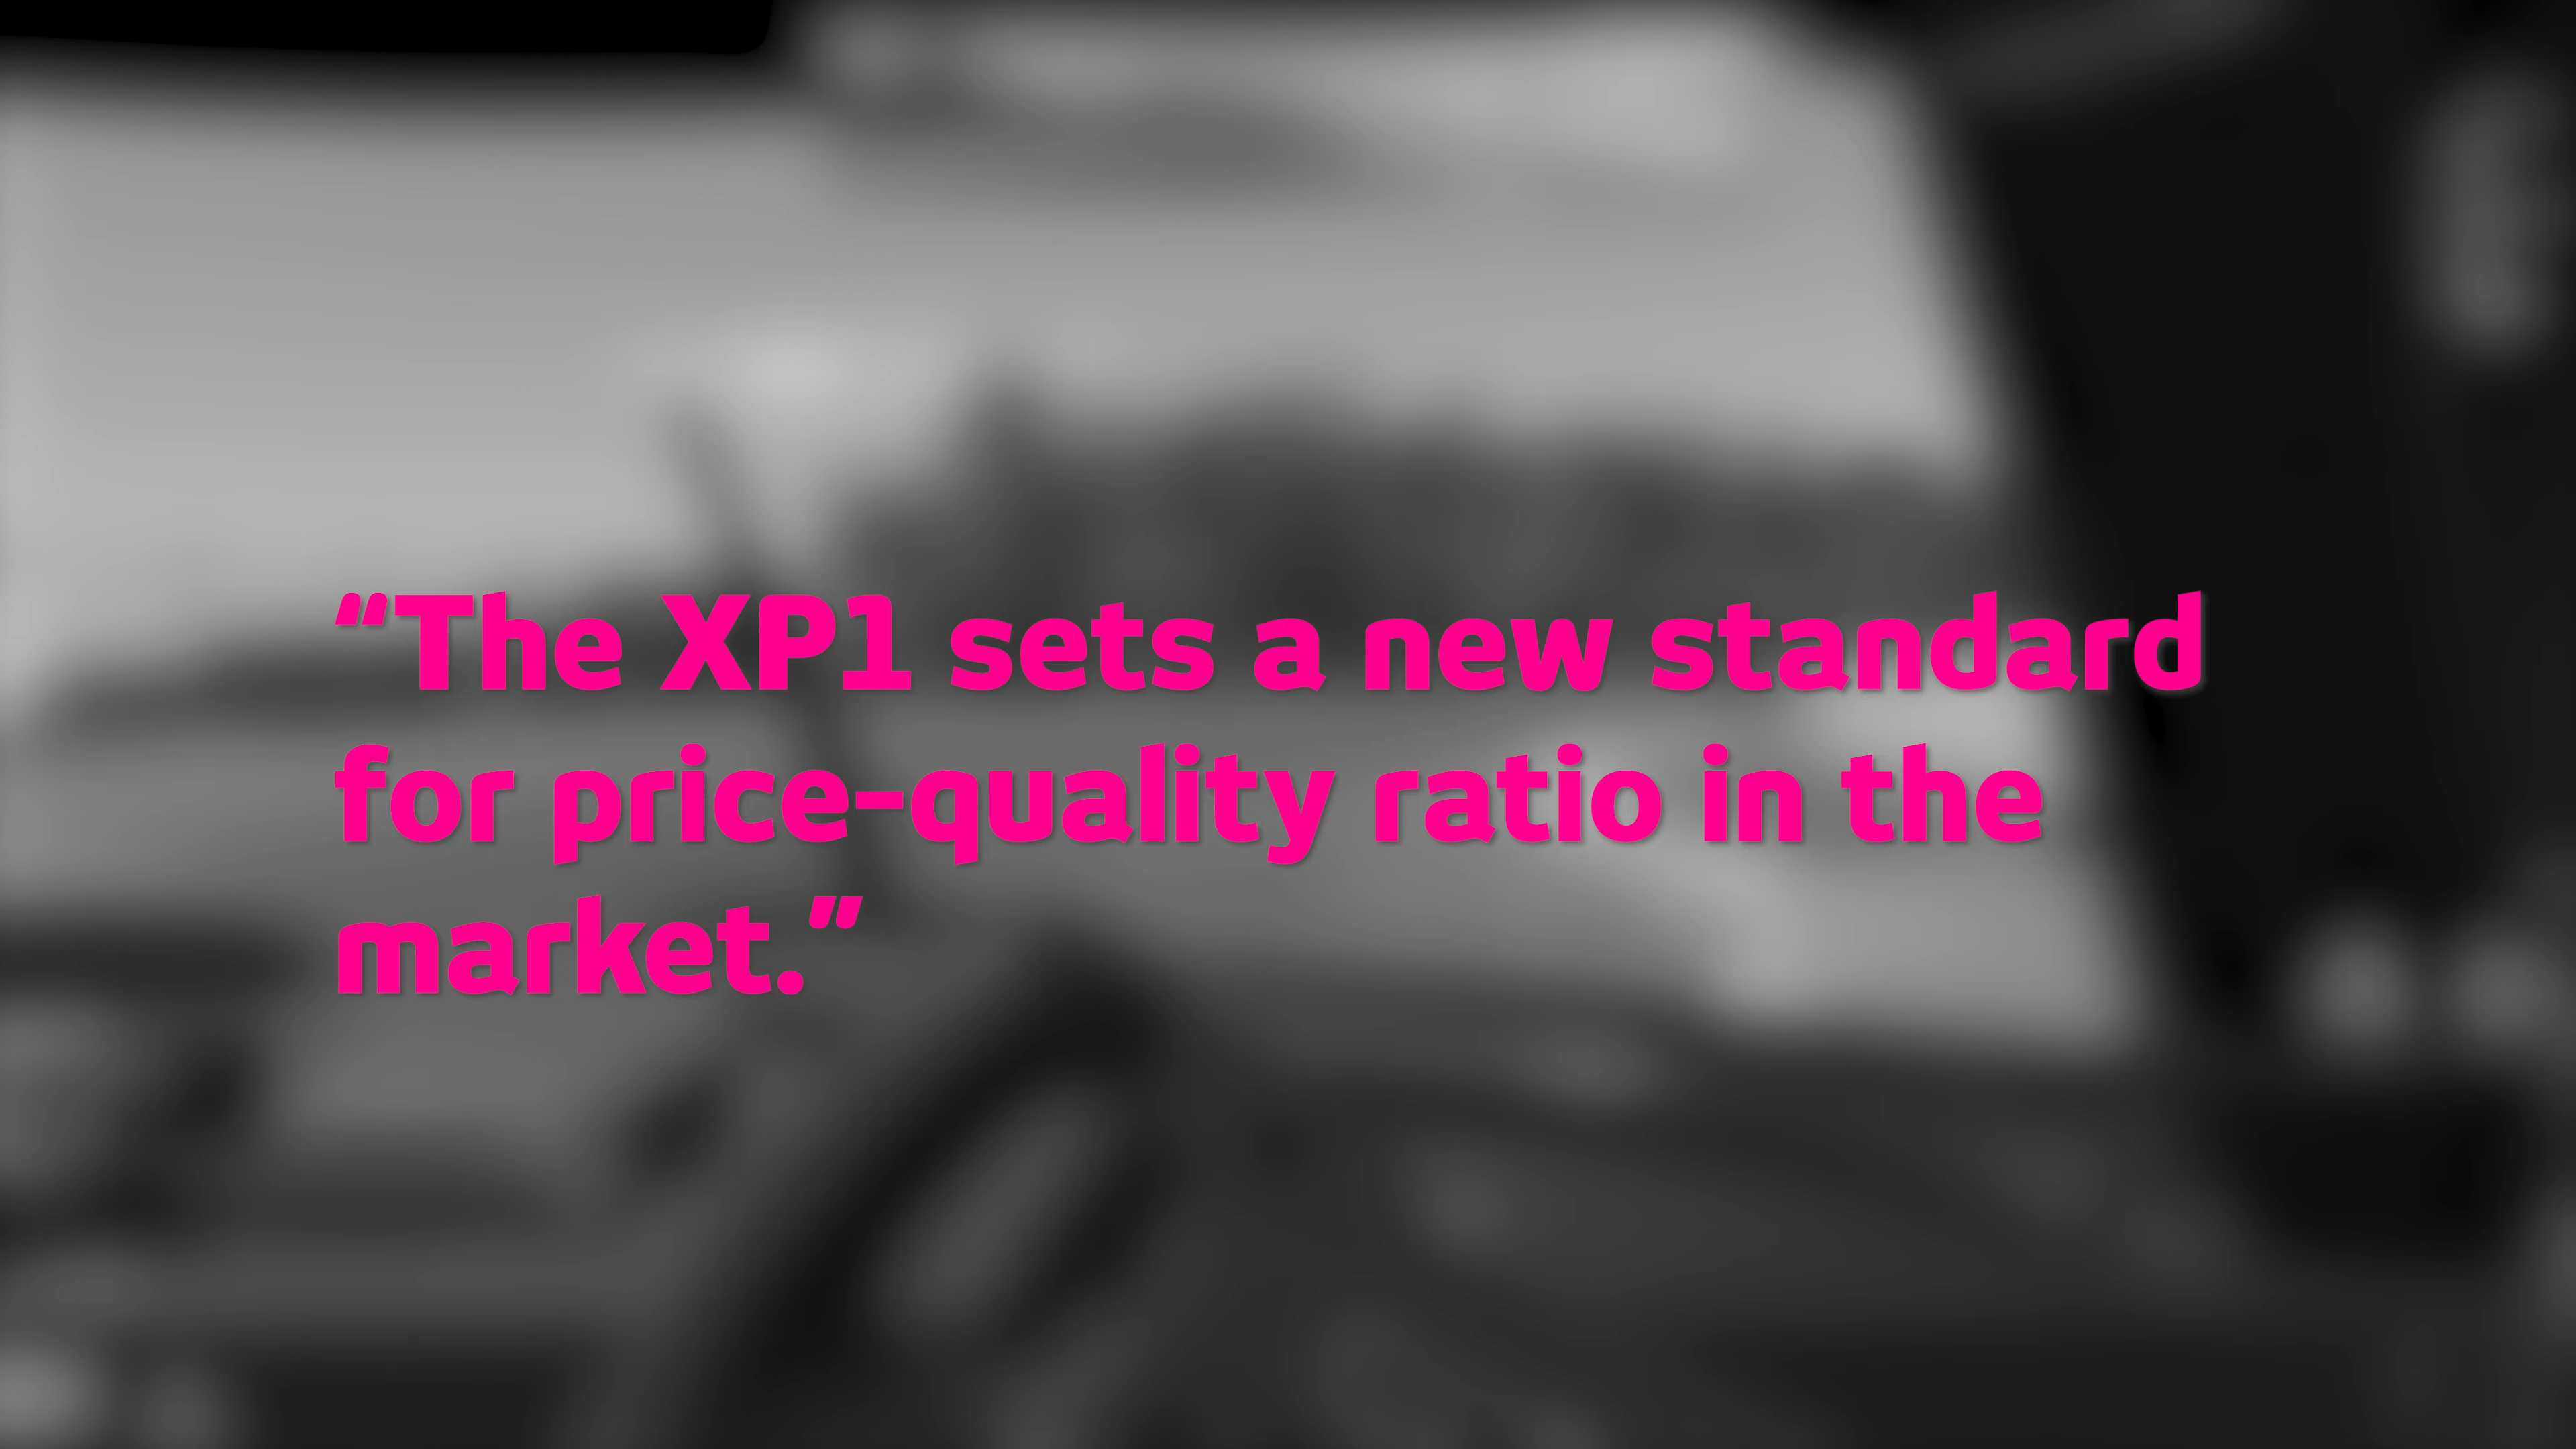 “The XP1 sets a new standard
for price-quality ratio in the
market.”